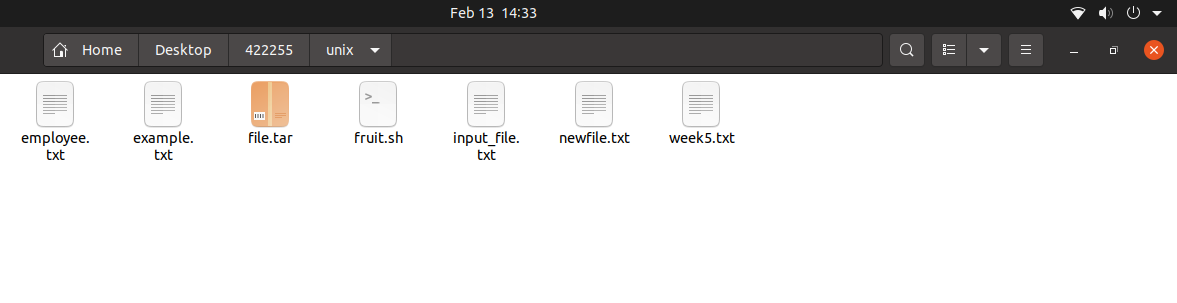 Feb 13 14:33
Home Desktop 422255 unix
employee.
txt
example.
txt
file.tar
>_
fruit.sh
input_file.
txt
newfile.txt
week5.txt